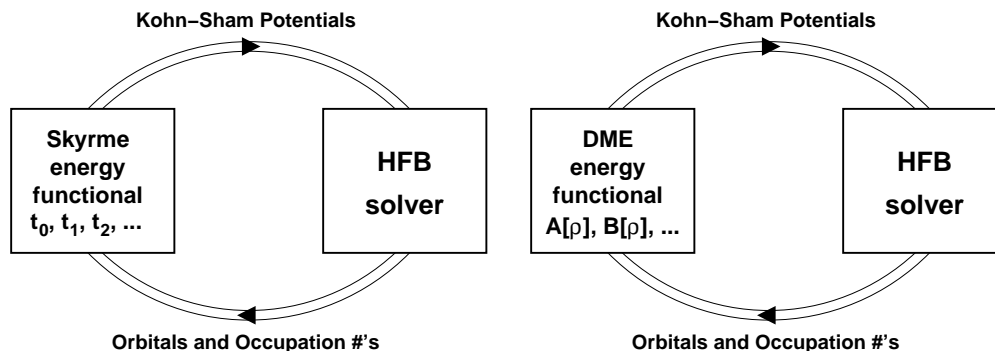 Kohn–Sham Potentials
Skyrme
energy
functional
t0, t1, t2, ...
HFB
solver
Orbitals and Occupation #'s
Kohn–Sham Potentials
DME
energy
functional
A[ρ], B[ρ], ...
HFB
solver
Orbitals and Occupation #'s